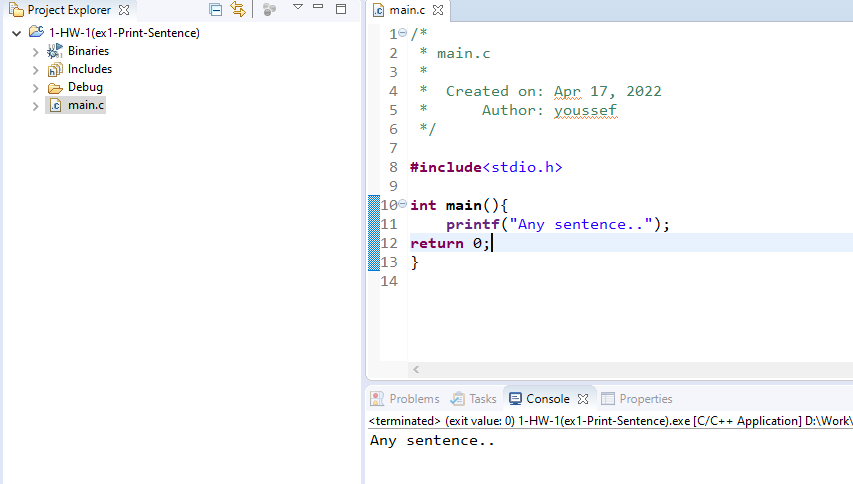 Project Explorer
1-HW-1(ex1-Print-Sentence)
Binaries
Includes
Debug
main.c
main.c
1 /*
2  * main.c
3  *
4  *  Created on: Apr 17, 2022
5  *      Author: youssef
6  */
7
8 #include<stdio.h>
9
10 int main(){
11     printf("Any sentence..");
12 return 0;
13 }
14
Problems Tasks Console Properties
<terminated> (exit value: 0) 1-HW-1(ex1-Print-Sentence).exe [C/C++ Application] D:\Work\
Any sentence..